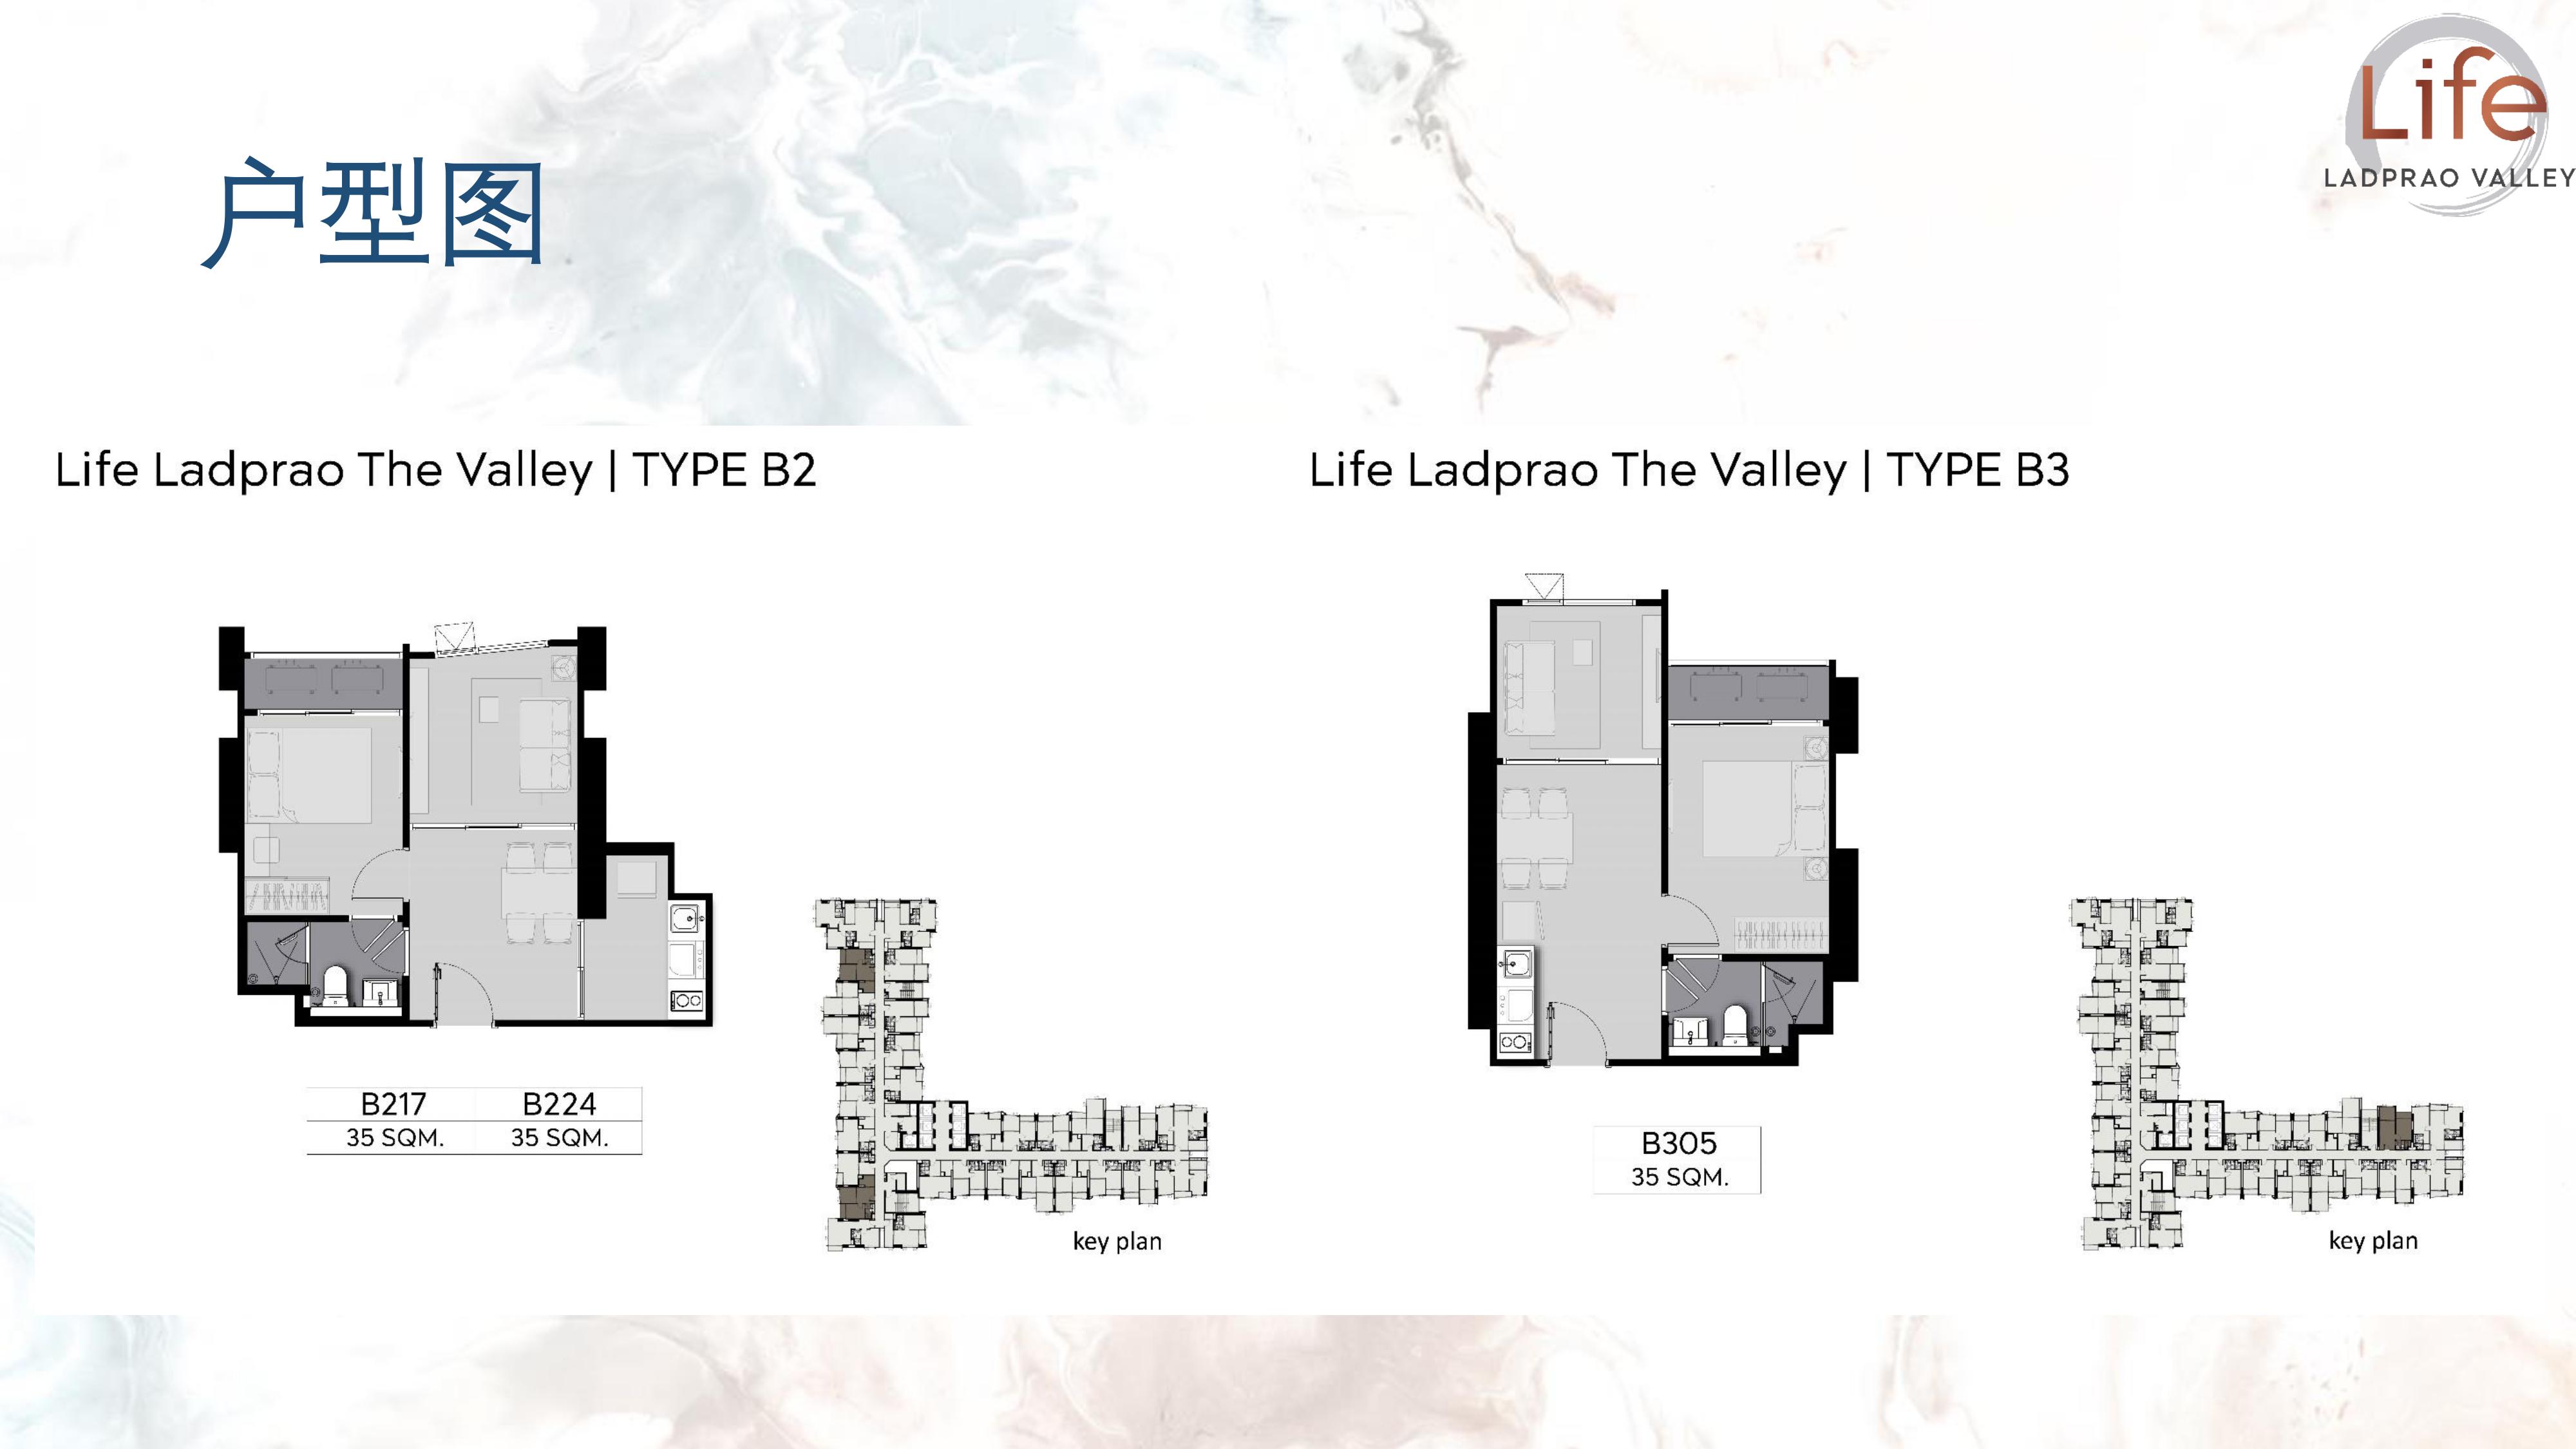 Life
LADPRAO VALLEY
户型图
Life Ladprao The Valley | TYPE B2
B217 B224
35 SQM. 35 SQM.
key plan
Life Ladprao The Valley | TYPE B3
B305
35 SQM.
key plan